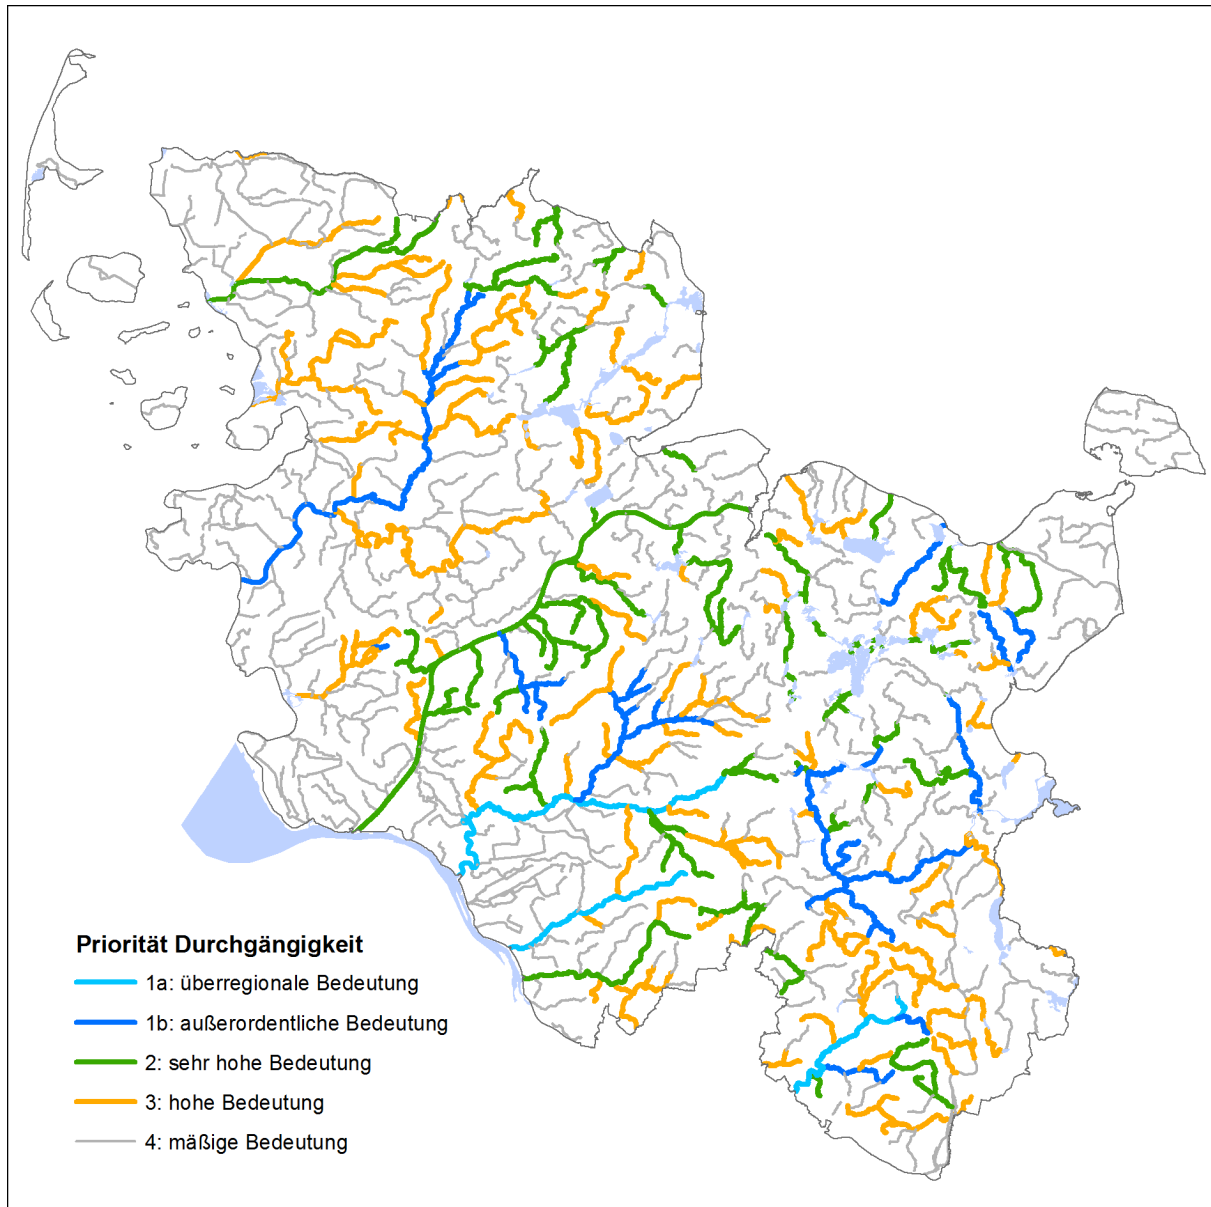 Priorität Durchgängigkeit
1a: überregionale Bedeutung
1b: außerordentliche Bedeutung
2: sehr hohe Bedeutung
3: hohe Bedeutung
4: mäßige Bedeutung